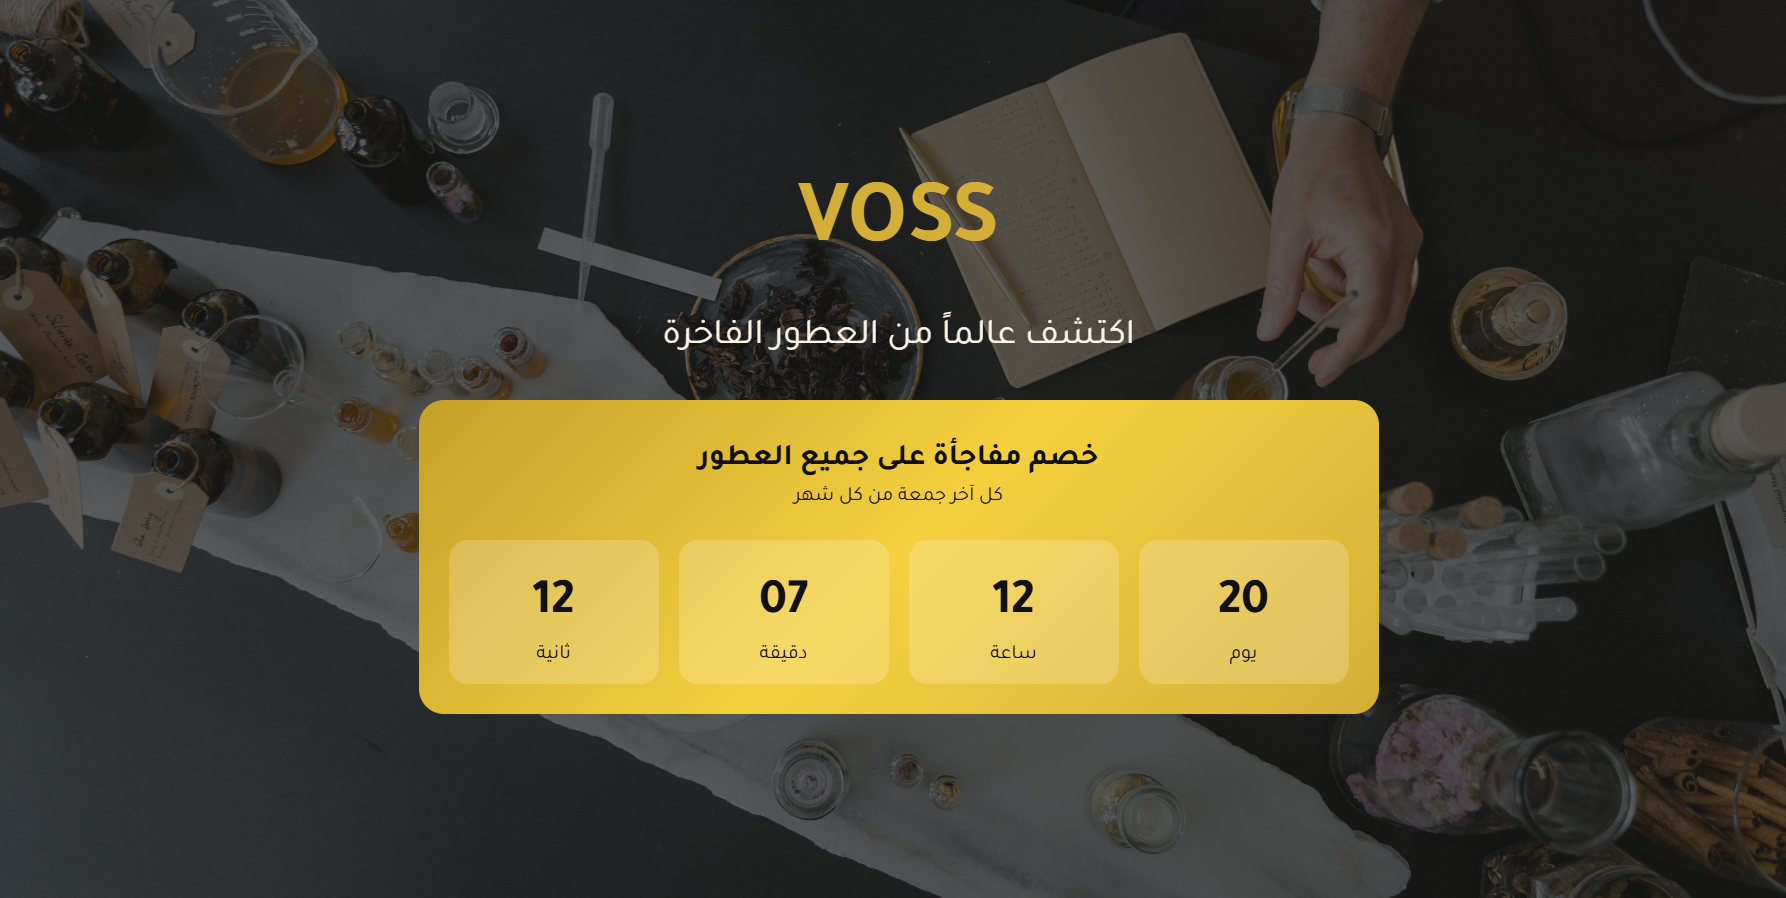 VOSS
اكتشف عالماً من العطور الفاخرة
خصم مفاجأة على جميع العطور
كل آخر جمعة من كل شهر
20 12 07 12
يوم ساعة دقيقة ثانية